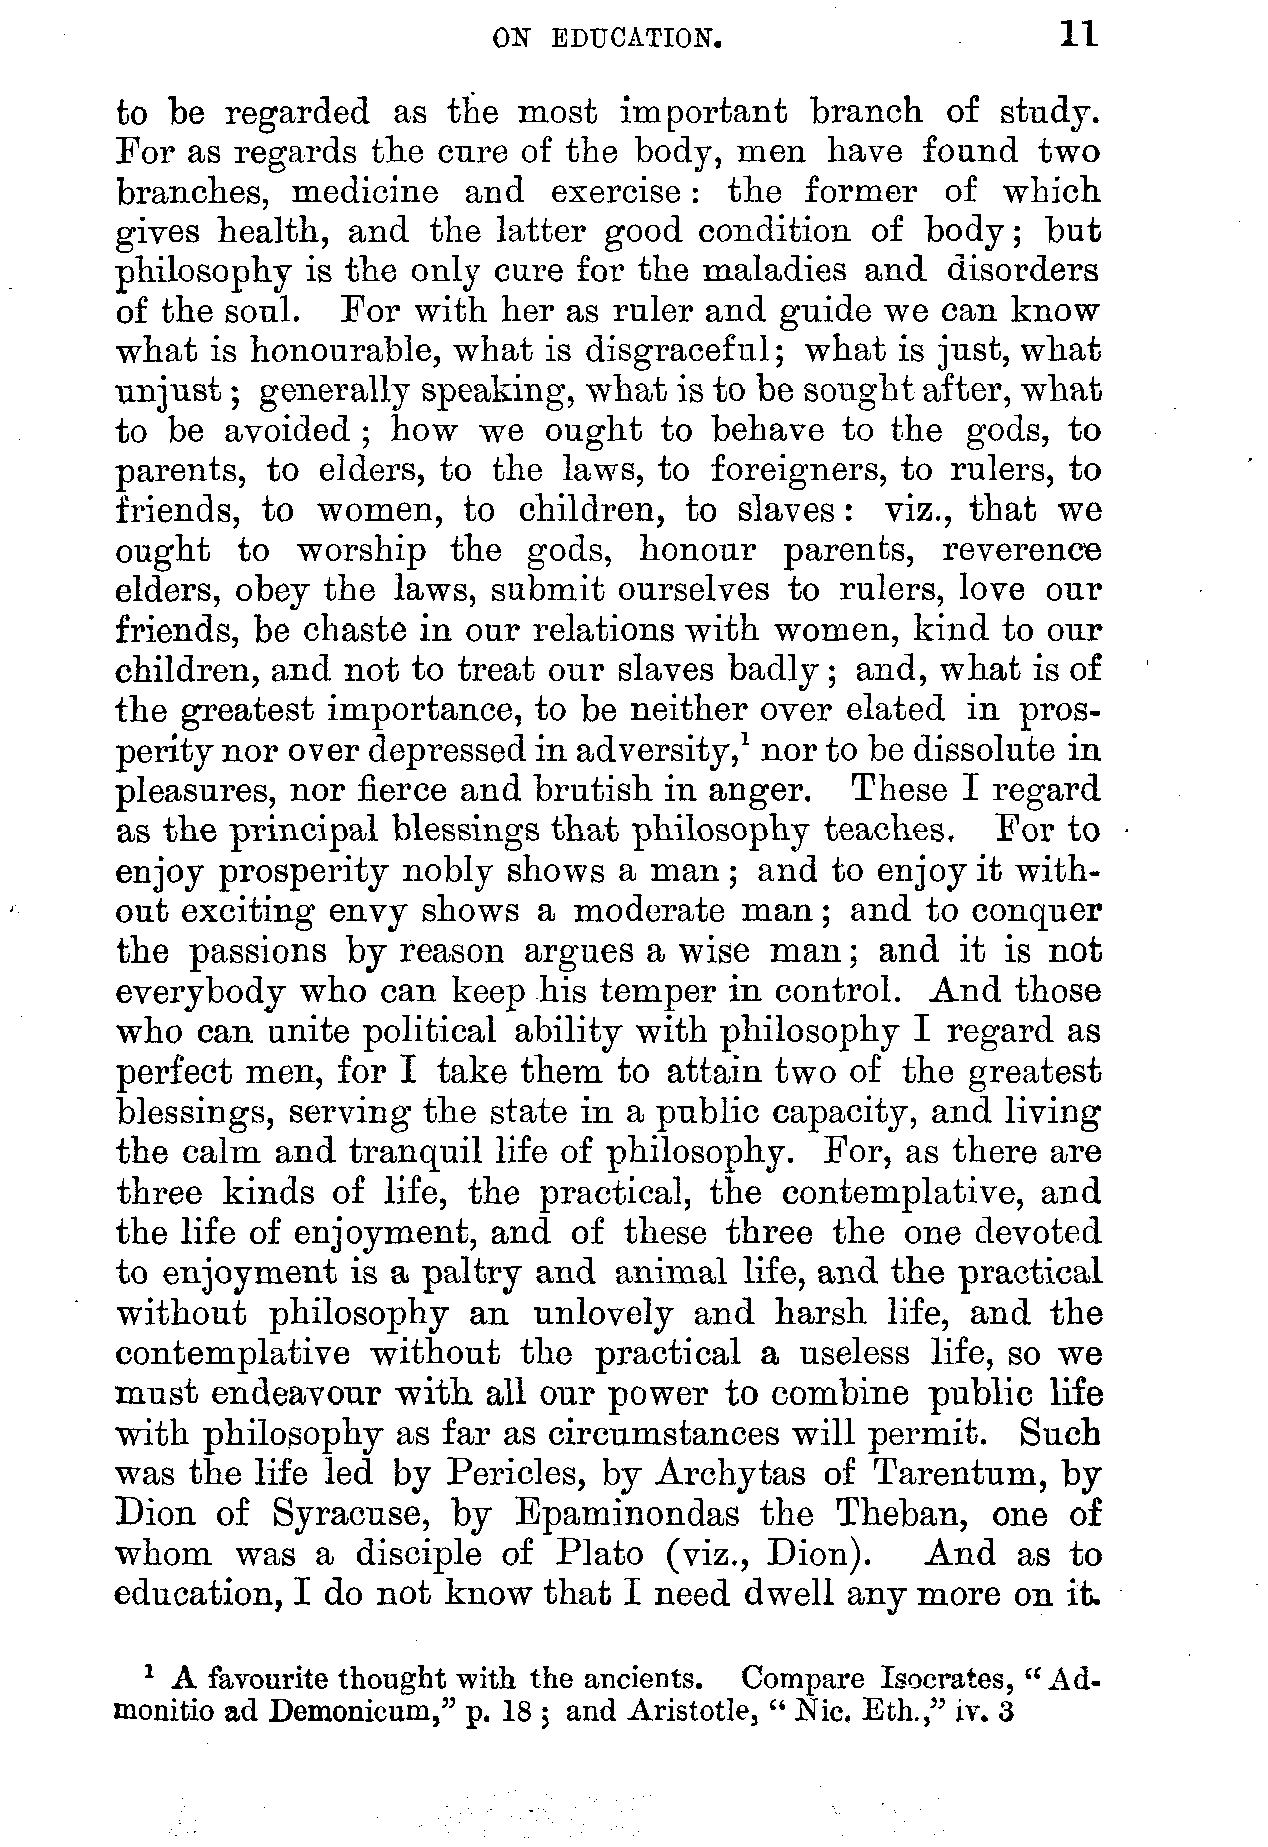 ON EDUCATION. 11
to be regarded as the most important branch of study.
For as regards the cure of the body, men have found two
branches, medicine and exercise : the former of which
gives health, and the latter good condition of body ; but
philosophy is the only cure for the maladies and disorders
of the soul. For with her as ruler and guide we can know
what is honourable, what is disgraceful; what is just, what
unjust ; generally speaking, what is to be sought after, what
to be avoided ; how we ought to behave to the gods, to
parents, to elders, to the laws, to foreigners, to rulers, to
friends, to women, to children, to slaves : viz., that we
ought to worship the gods, honour parents, reverence
elders, obey the laws, submit ourselves to rulers, love our
friends, be chaste in our relations with women, kind to our
children, and not to treat our slaves badly ; and, what is of
the greatest importance, to be neither over elated in pros-
perity nor over depressed in adversity,¹ nor to be dissolute in
pleasures, nor fierce and brutish in anger. These I regard
as the principal blessings that philosophy teaches. For to
enjoy prosperity nobly shows a man ; and to enjoy it with-
out exciting envy shows a moderate man ; and to conquer
the passions by reason argues a wise man ; and it is not
everybody who can keep his temper in control. And those
who can unite political ability with philosophy I regard as
perfect men, for I take them to attain two of the greatest
blessings, serving the state in a public capacity, and living
the calm and tranquil life of philosophy. For, as there are
three kinds of life, the practical, the contemplative, and
the life of enjoyment, and of these three the one devoted
to enjoyment is a paltry and animal life, and the practical
without philosophy an unlovely and harsh life, and the
contemplative without the practical a useless life, so we
must endeavour with all our power to combine public life
with philosophy as far as circumstances will permit. Such
was the life led by Pericles, by Archytas of Tarentum, by
Dion of Syracuse, by Epaminondas the Theban, one of
whom was a disciple of Plato (viz., Dion). And as to
education, I do not know that I need dwell any more on it.
¹ A favourite thought with the ancients. Compare Isocrates, “ Ad-
monitio ad Demonicum,” p. 18 ; and Aristotle, “ Nic. Eth.,” iv. 3